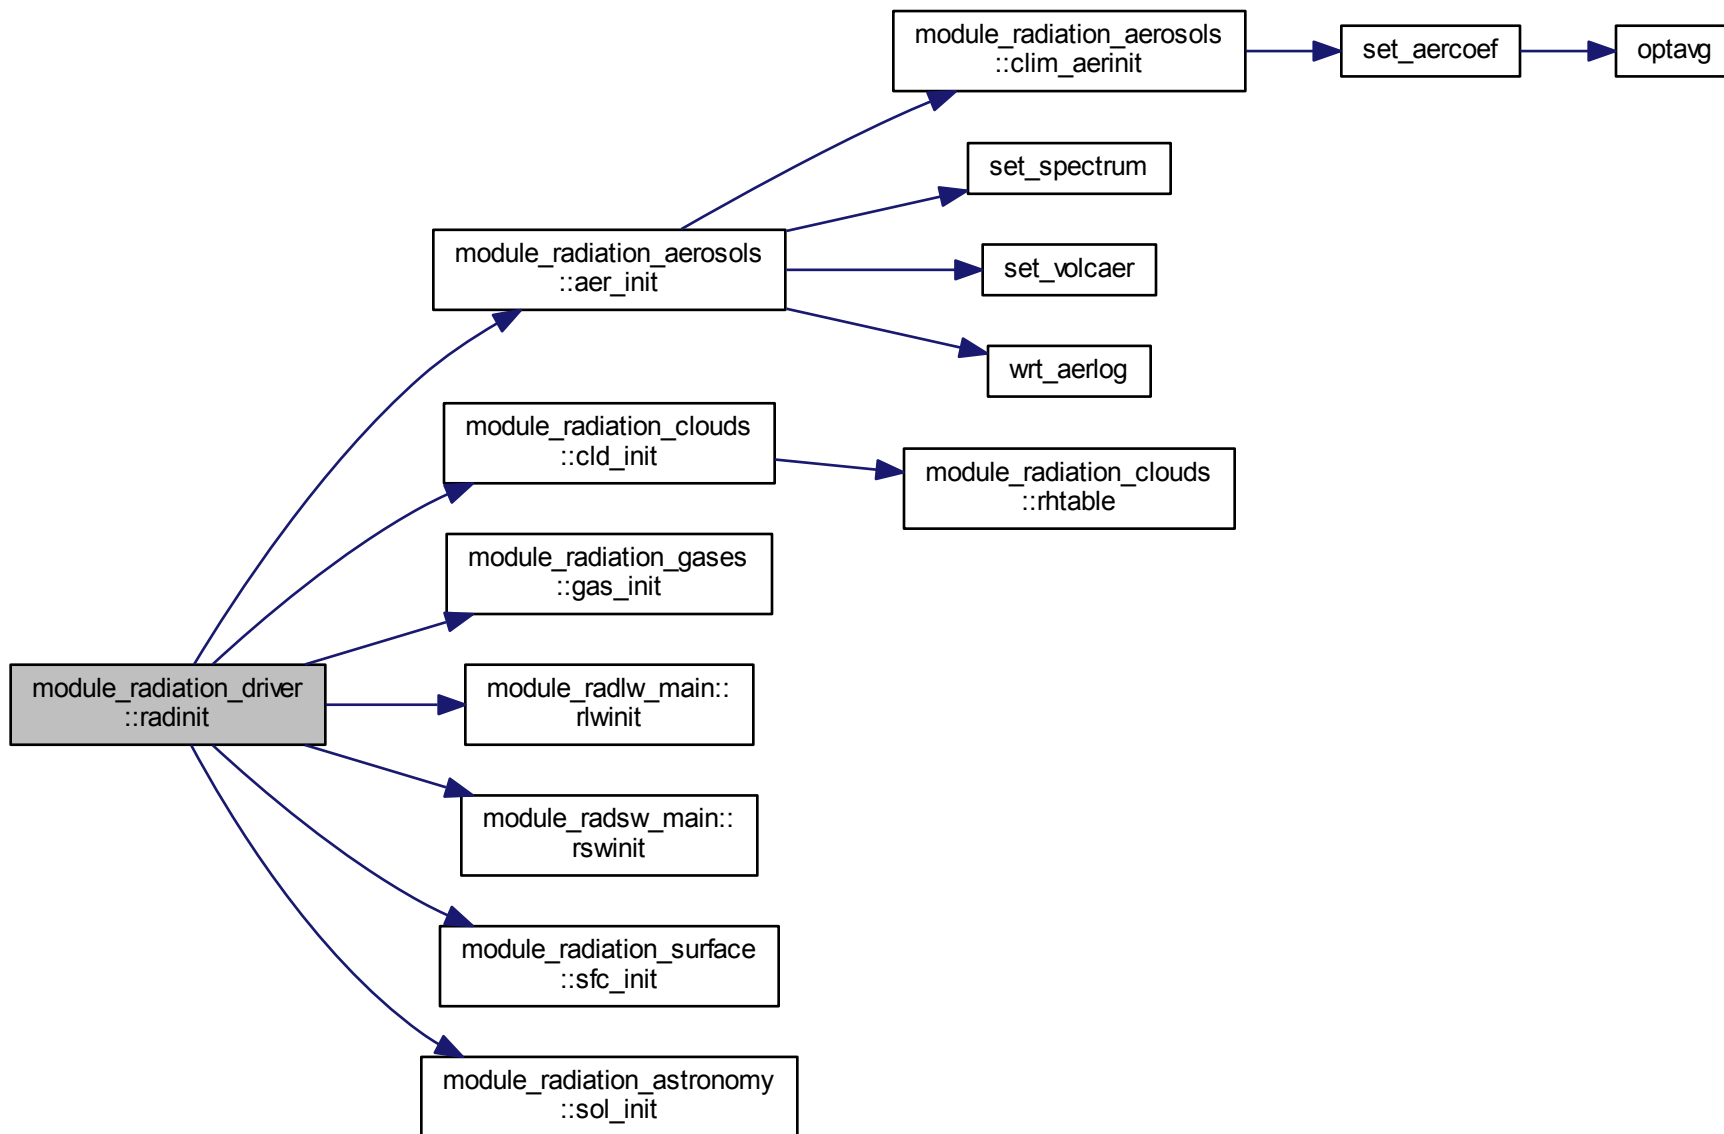 module_radiation_aerosols
::clim_aerinit
set_aercoef
optavg
set_spectrum
module_radiation_aerosols
::aer_init
set_volcaer
wrt_aerlog
module_radiation_clouds
::cld_init
module_radiation_clouds
::rhtable
module_radiation_gases
::gas_init
module_radiation_driver
::radinit
module_radlw_main::
rlwinit
module_radsw_main::
rswinit
module_radiation_surface
::sfc_init
module_radiation_astronomy
::sol_init